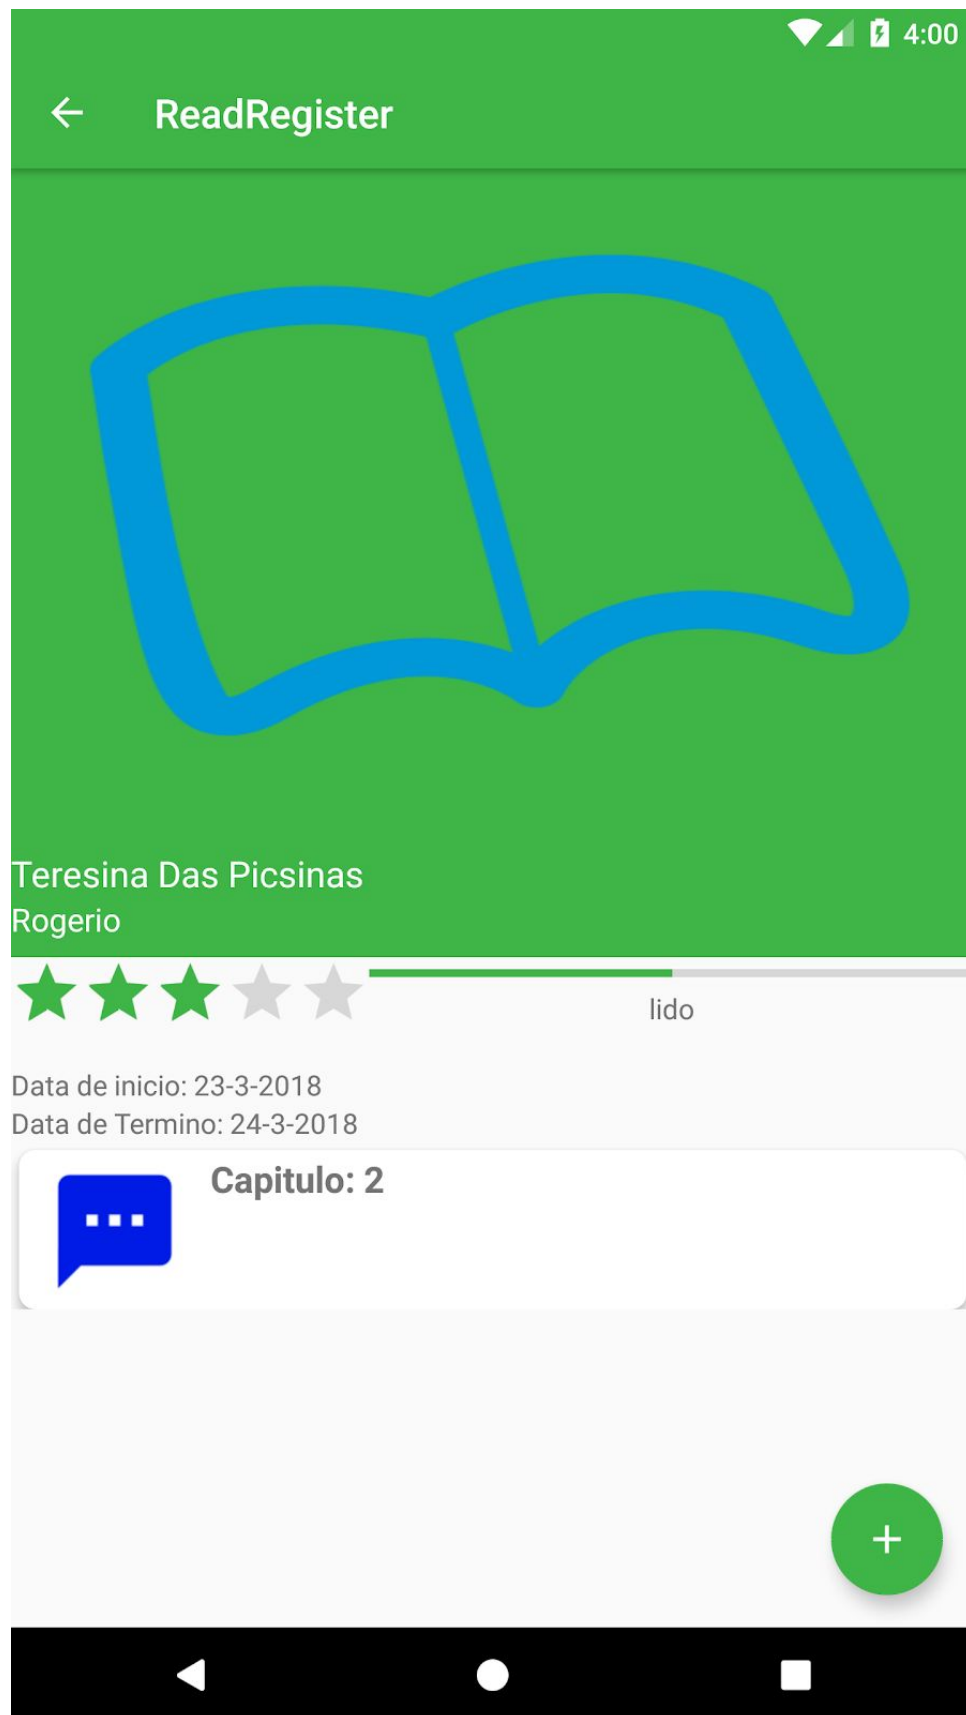 4:00
ReadRegister
Teresina Das Picsinas
Rogerio
lido
Data de inicio: 23-3-2018
Data de Termino: 24-3-2018
Capitulo: 2